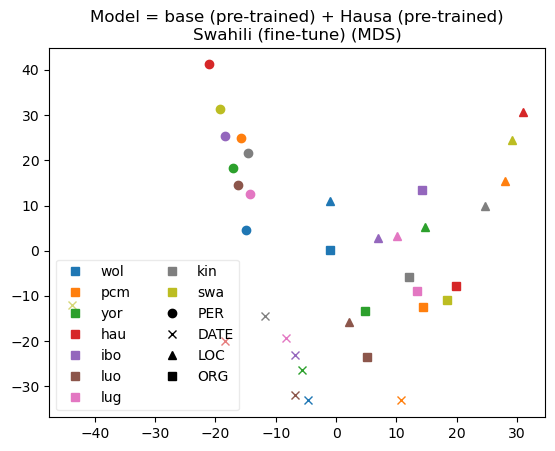 Model = base (pre-trained) + Hausa (pre-trained)
Swahili (fine-tune) (MDS)
40
30
20
10
0
−10
−20
−30
wol kin
pcm swa
yor PER
hau DATE
ibo LOC
luo ORG
lug
−40 −30 −20 −10 0 10 20 30